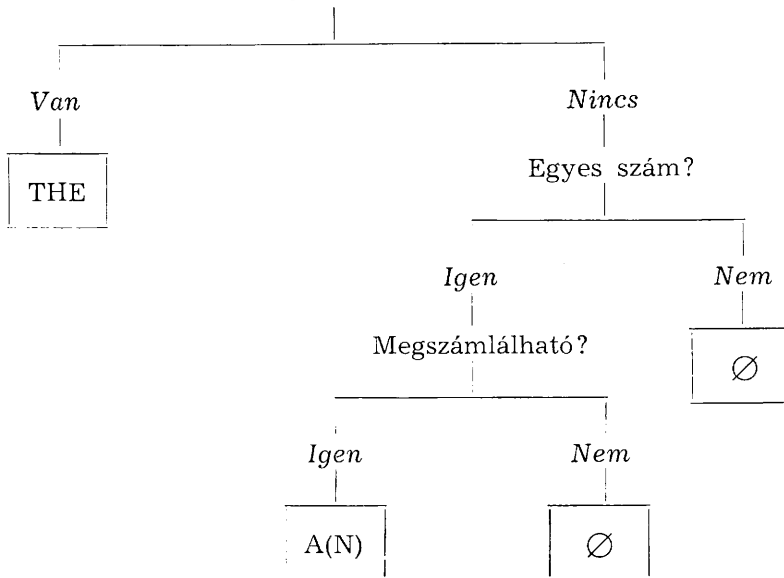 Van Nincs
THE
Egyes szám?
Igen Nem
Megszámlálható?
∅
Igen Nem
A(N) ∅